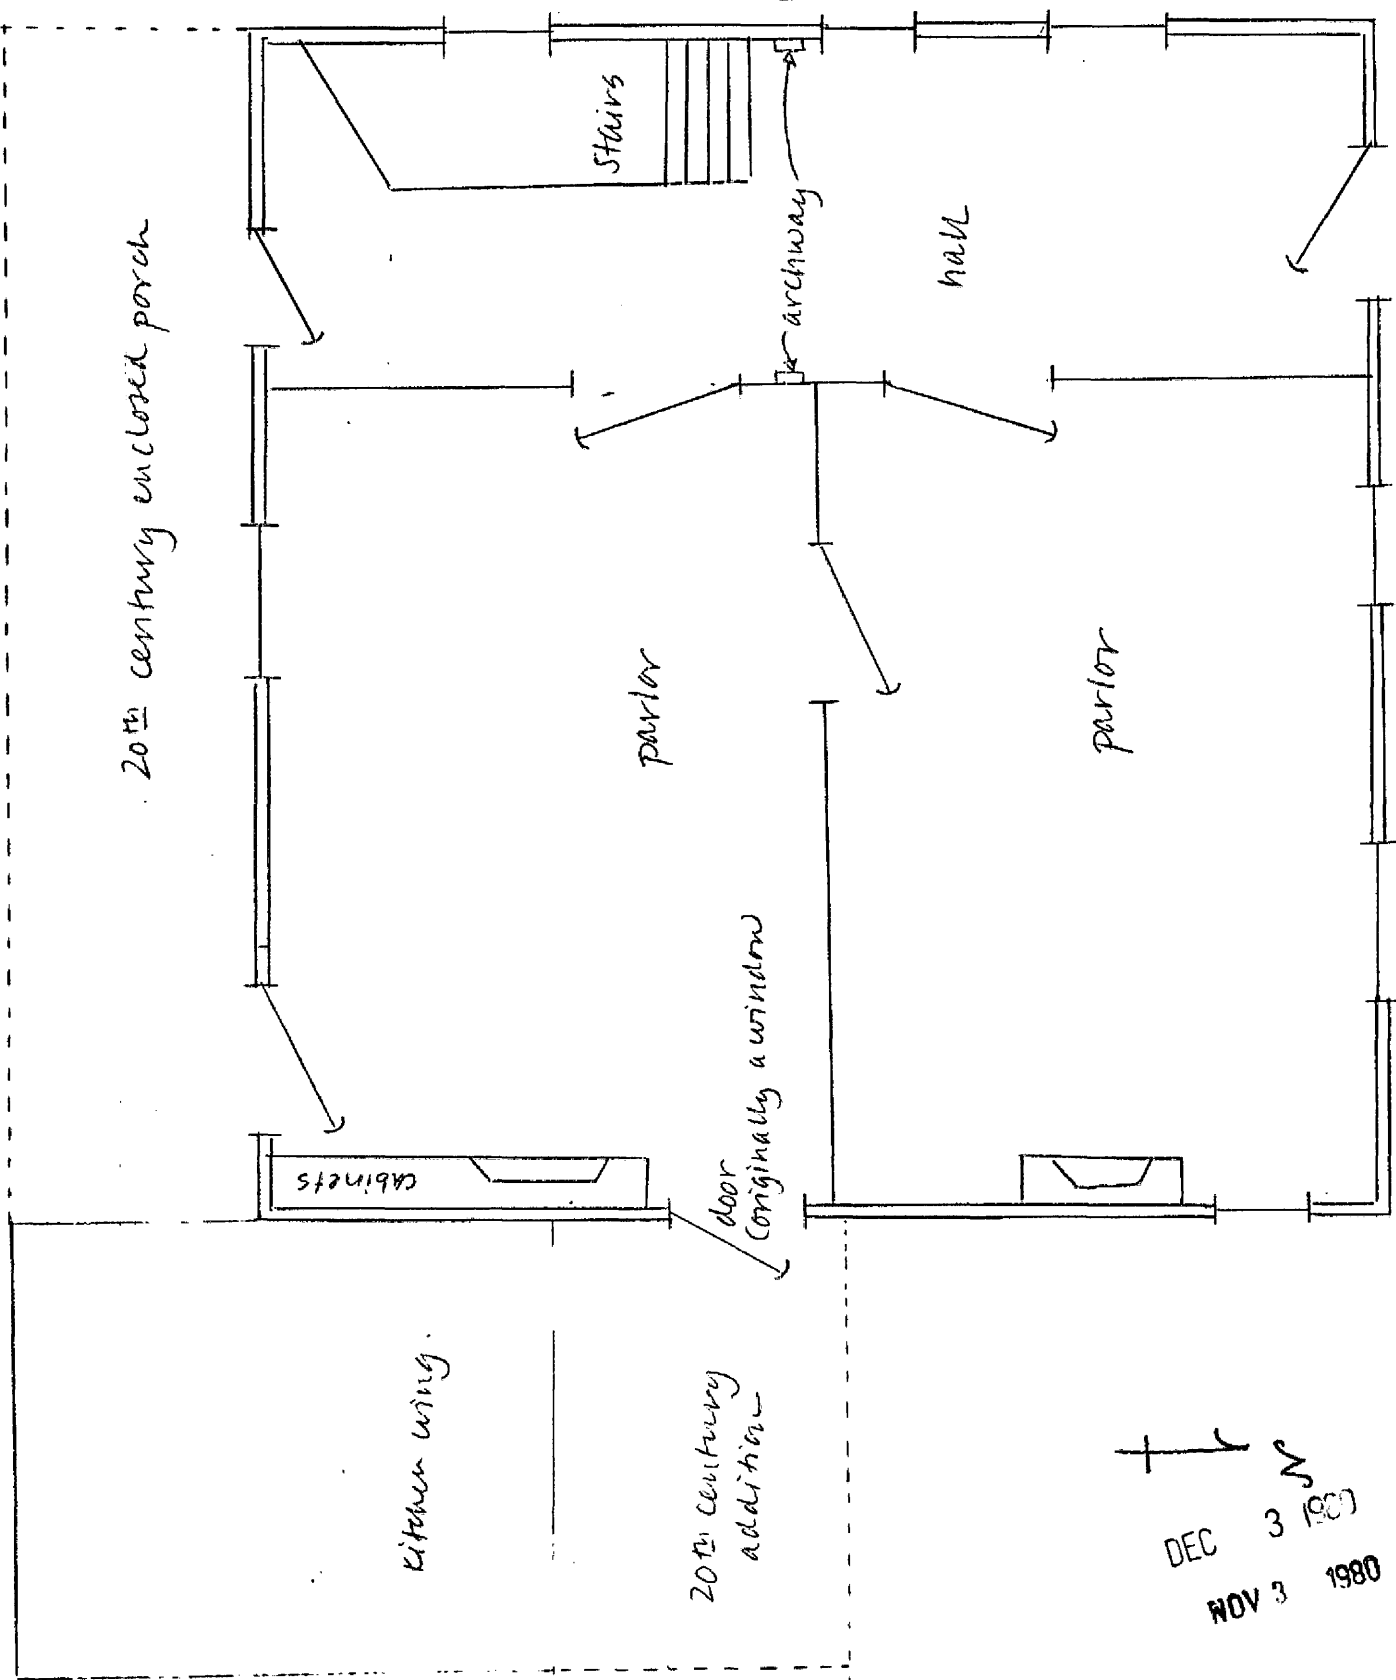 20th century enclosed porch
Stairs
archway
hall
parlor
parlor
cabinets
door
(originally a window
Kitchen wing.
20th century
addition
N
DEC 3 1980
NOV 3 1980